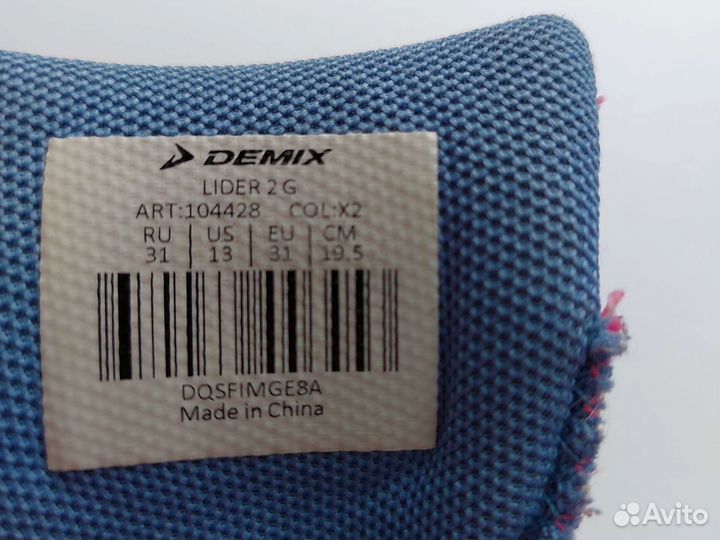 DEMIX
LIDER 2 G
ART:104428 COL:X2
RU US EU CM
31 13 31 19.5
DQSFIMGE8A
Made in China
Avito